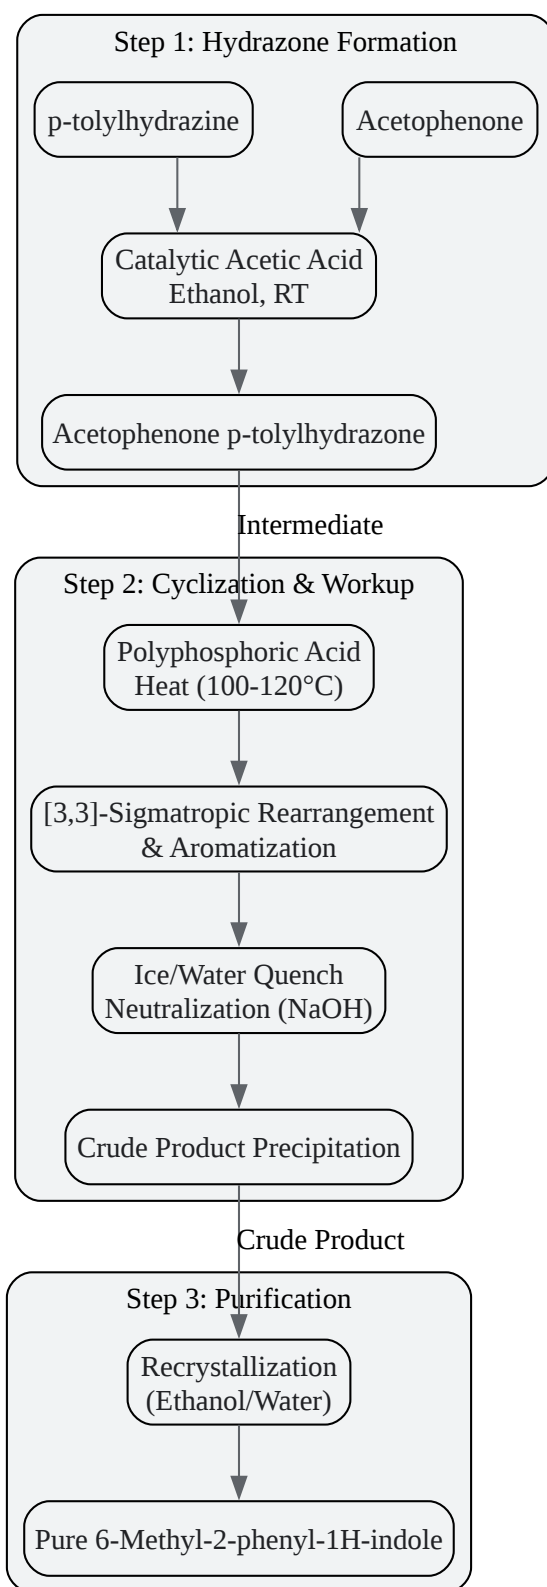 Step 1: Hydrazone Formation
p-tolylhydrazine
Acetophenone
Catalytic Acetic Acid
Ethanol, RT
Acetophenone p-tolylhydrazone
Intermediate
Step 2: Cyclization & Workup
Polyphosphoric Acid
Heat (100-120°C)
[3,3]-Sigmatropic Rearrangement
& Aromatization
Ice/Water Quench
Neutralization (NaOH)
Crude Product Precipitation
Crude Product
Step 3: Purification
Recrystallization
(Ethanol/Water)
Pure 6-Methyl-2-phenyl-1H-indole